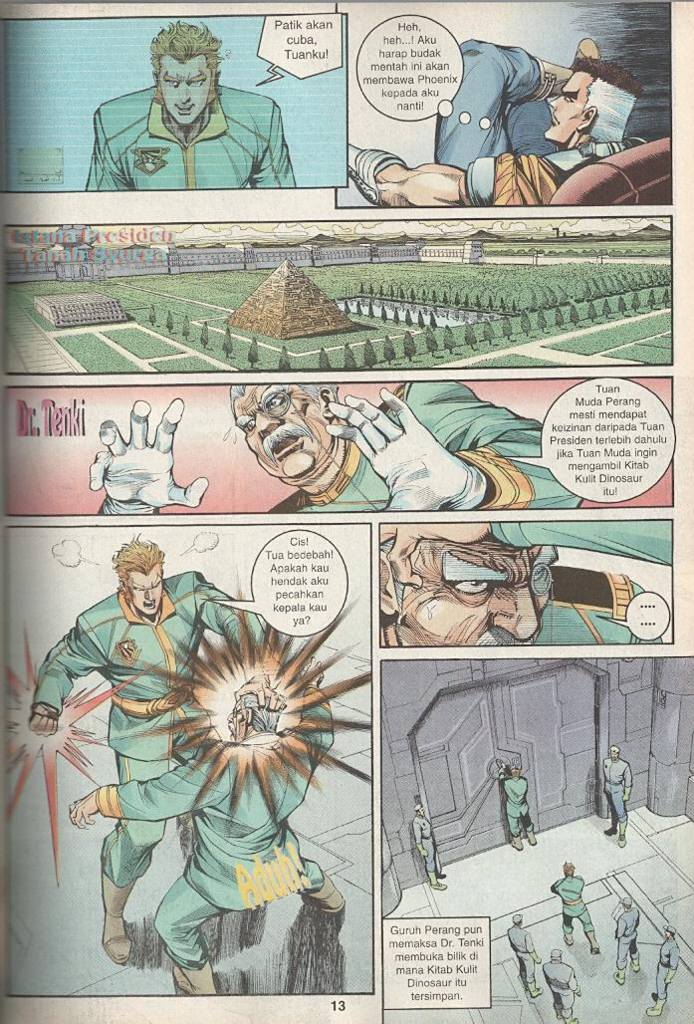 Patik akan
cuba,
Tuanku!
Heh,
heh...! Aku
harap budak
mentah ini akan
membawa Phoenix
kepada aku
nanti!
Istana Presiden
Tanah
Dr. Tenki
Tuan
Muda Perang
mesti mendapat
keizinan daripada Tuan
Presiden terlebih dahulu
jika Tuan Muda ingin
mengambil Kitab
Kulit Dinosaur
itu!
Cis!
Tua bedebah!
Apakah kau
hendak aku
pecahkan
kepala kau
ya?
....
....
Aduh!
Guruh Perang pun
memaksa Dr. Tenki
membuka bilik di
mana Kitab Kulit
Dinosaur itu
tersimpan.
13